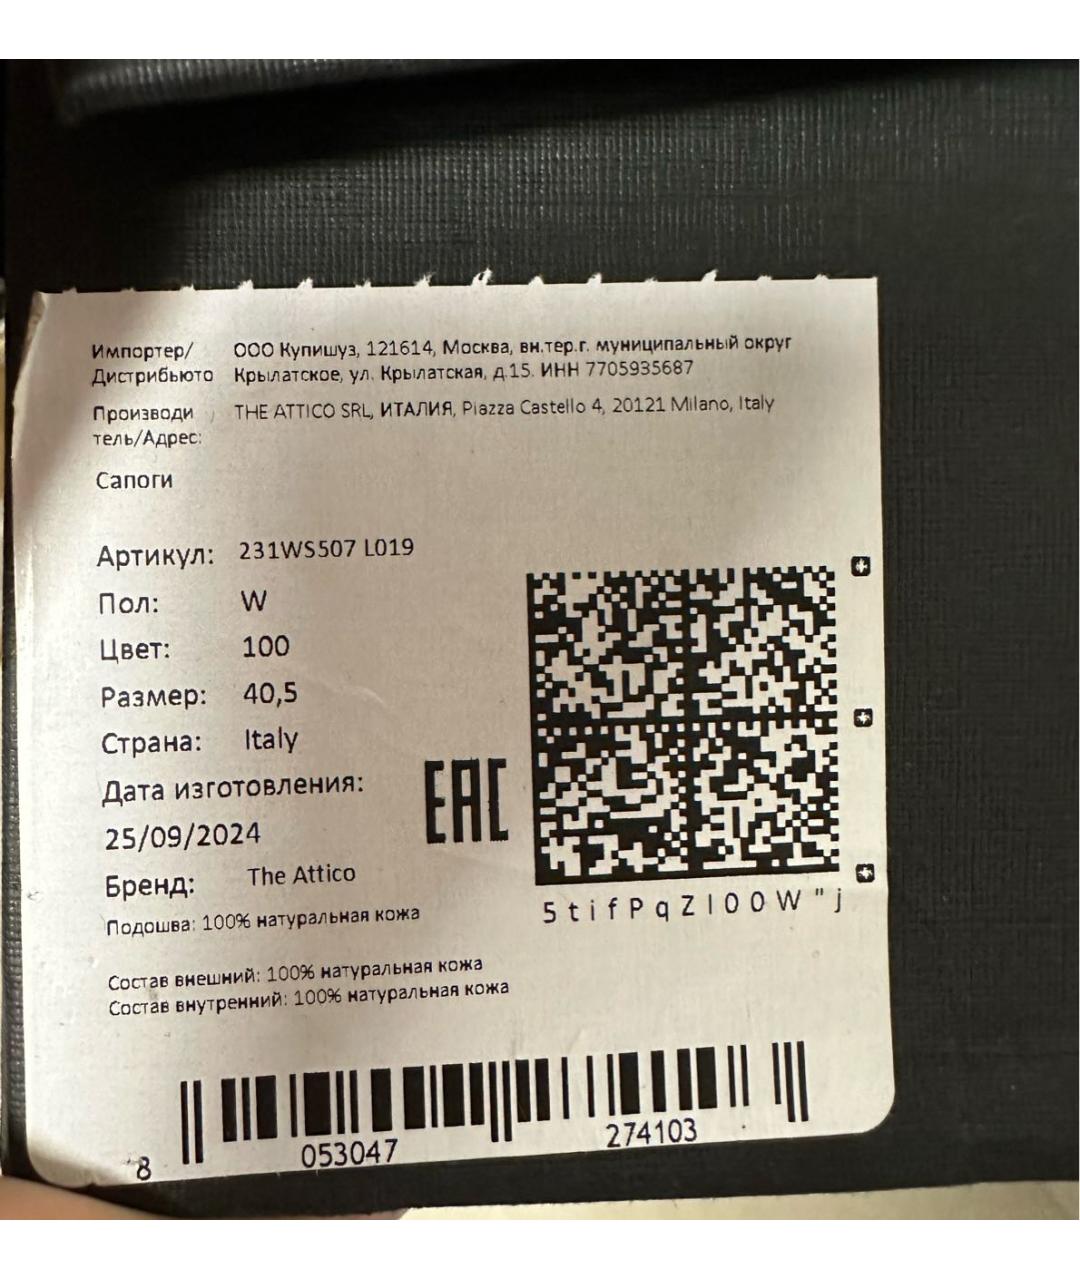 Импортер/ ООО Купишуз, 121614, Москва, вн.тер.г. муниципальный округ
Дистрибьюто Крылатское, ул. Крылатская, д.15. ИНН 7705935687
Производи THE ATTICO SRL, ИТАЛИЯ, Piazza Castello 4, 20121 Milano, Italy
тель/Адрес:
Сапоги
Артикул: 231WS507 L019
Пол: W
Цвет: 100
Размер: 40,5
Страна: Italy
Дата изготовления:
25/09/2024
EAC
Бренд: The Attico
5tifPqZI00W"j
Подошва: 100% натуральная кожа
Состав внешний: 100% натуральная кожа
Состав внутренний: 100% натуральная кожа
8 053047 274103